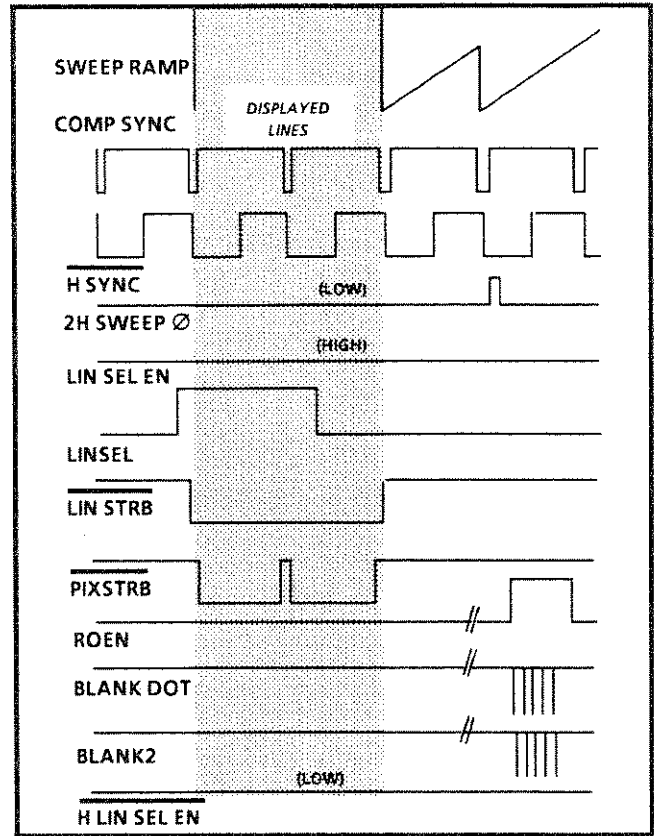 SWEEP RAMP
DISPLAYED
LINES
COMP SYNC
H SYNC
(LOW)
2H SWEEP Ø
(HIGH)
LIN SEL EN
LINSEL
LIN STRB
PIXSTRB
ROEN
BLANK DOT
BLANK2
(LOW)
H LIN SEL EN